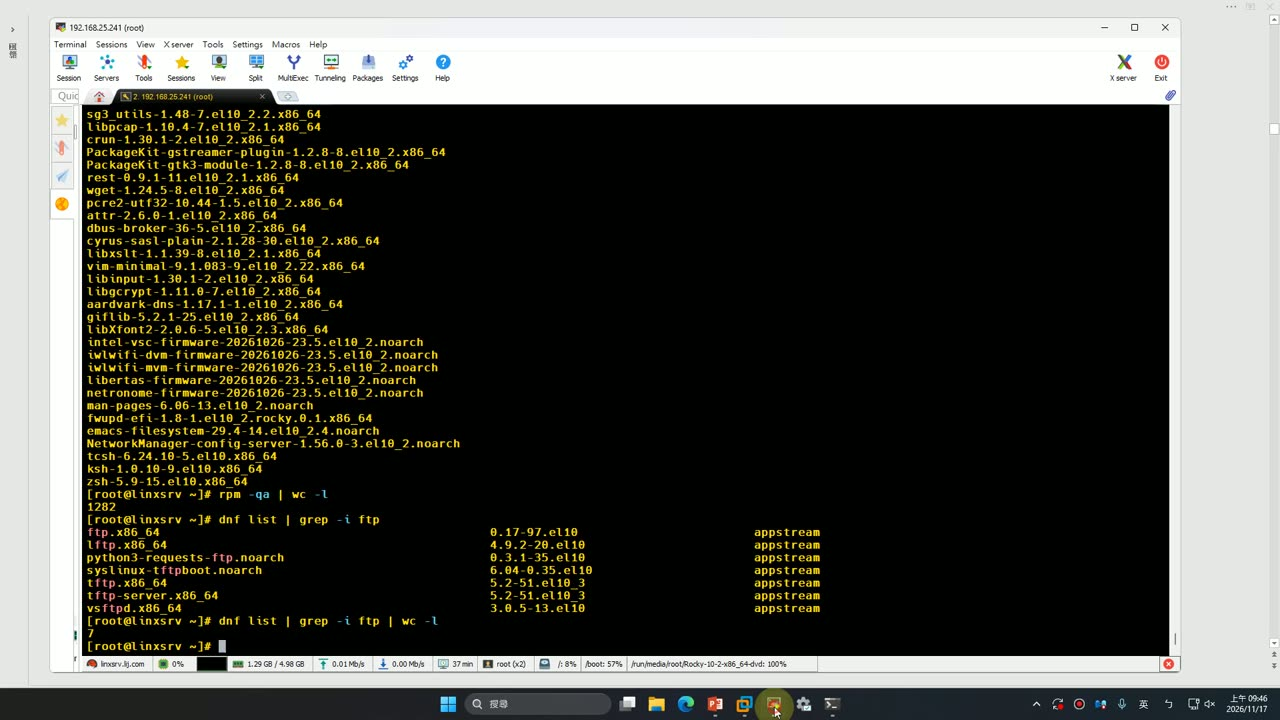 192.168.25.241 (root)
Terminal Sessions View X server Tools Settings Macros Help
Session Servers Tools Sessions View Split MultiExec Tunneling Packages Settings Help X server Exit
Quic 2. 192.168.25.241 (root)
sg3_utils-1.48-7.el10_2.2.x86_64
libpcap-1.10.4-7.el10_2.1.x86_64
crun-1.30.1-2.el10_2.x86_64
PackageKit-gstreamer-plugin-1.2.8-8.el10_2.x86_64
PackageKit-gtk3-module-1.2.8-8.el10_2.x86_64
rest-0.9.1-11.el10_2.1.x86_64
wget-1.24.5-8.el10_2.x86_64
pcre2-utf32-10.44-1.5.el10_2.x86_64
attr-2.6.0-1.el10_2.x86_64
dbus-broker-36-5.el10_2.x86_64
cyrus-sasl-plain-2.1.28-30.el10_2.x86_64
libxslt-1.1.39-8.el10_2.1.x86_64
vim-minimal-9.1.083-9.el10_2.22.x86_64
libinput-1.30.1-2.el10_2.x86_64
libgcrypt-1.11.0-7.el10_2.x86_64
aardvark-dns-1.17.1-1.el10_2.x86_64
giflib-5.2.1-25.el10_2.x86_64
libXfont2-2.0.6-5.el10_2.3.x86_64
intel-vsc-firmware-20261026-23.5.el10_2.noarch
iwlwifi-dvm-firmware-20261026-23.5.el10_2.noarch
iwlwifi-mvm-firmware-20261026-23.5.el10_2.noarch
libertas-firmware-20261026-23.5.el10_2.noarch
netronome-firmware-20261026-23.5.el10_2.noarch
man-pages-6.06-13.el10_2.noarch
fwupd-efi-1.8-1.el10_2.rocky.0.1.x86_64
emacs-filesystem-29.4-14.el10_2.4.noarch
NetworkManager-config-server-1.56.0-3.el10_2.noarch
tcsh-6.24.10-5.el10.x86_64
ksh-1.0.10-9.el10.x86_64
zsh-5.9-15.el10.x86_64
[root@linxsrv ~]# rpm -qa | wc -l
1282
[root@linxsrv ~]# dnf list | grep -i ftp
ftp.x86_64 0.17-97.el10 appstream
lftp.x86_64 4.9.2-20.el10 appstream
python3-requests-ftp.noarch 0.3.1-35.el10 appstream
syslinux-tftpboot.noarch 6.04-0.35.el10 appstream
tftp.x86_64 5.2-51.el10_3 appstream
tftp-server.x86_64 5.2-51.el10_3 appstream
vsftpd.x86_64 3.0.5-13.el10 appstream
[root@linxsrv ~]# dnf list | grep -i ftp | wc -l
7
[root@linxsrv ~]#
linxsrv.lij.com 0% 1.29 GB / 4.98 GB 0.01 Mb/s 0.00 Mb/s 37 min root (x2) /: 8% /boot: 57% /run/media/root/Rocky-10-2-x86_64-dvd: 100%
搜尋 英 ㄅ 上午 09:46
2026/11/17